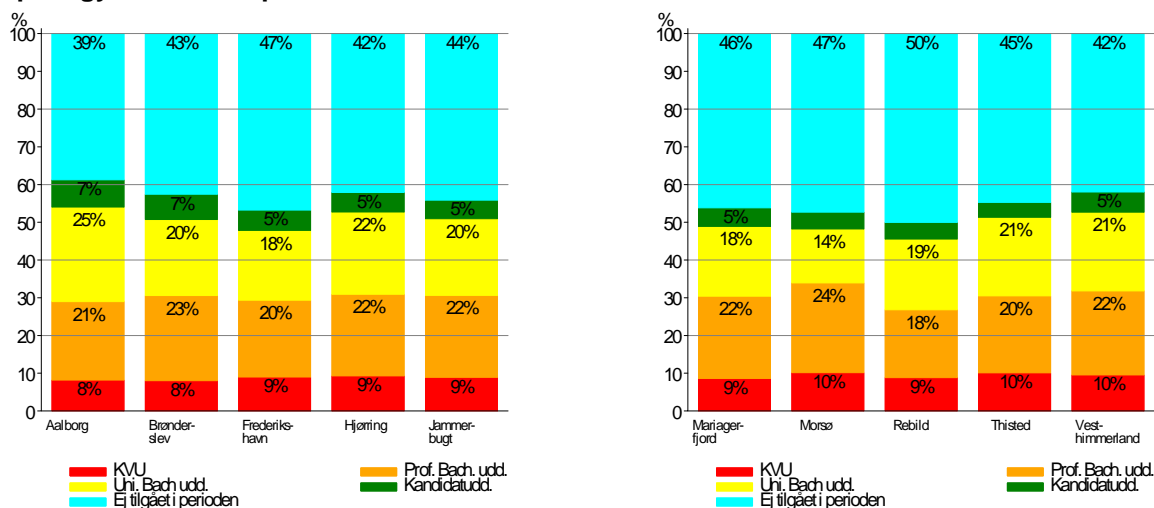 %
100
90
80
70
60
50
40
30
20
10
0
39% 43% 47% 42% 44%
7% 7% 5% 5% 5%
25% 20% 18% 22% 20%
21% 23% 20% 22% 22%
8% 8% 9% 9% 9%
Aalborg Brønder- Frederiks- Hjørring Jammer-
slev havn bugt
KVU Prof. Bach. udd.
Uni. Bach udd. Kandidatudd.
Ej tilgået i perioden
%
100
90
80
70
60
50
40
30
20
10
0
46% 47% 50% 45% 42%
5% 5%
18% 14% 19% 21% 21%
22% 24% 18% 20% 22%
9% 10% 9% 10% 10%
Mariager- Morsø Rebild Thisted Vest-
fjord himmerland
KVU Prof. Bach. udd.
Uni. Bach udd. Kandidatudd.
Ej tilgået i perioden